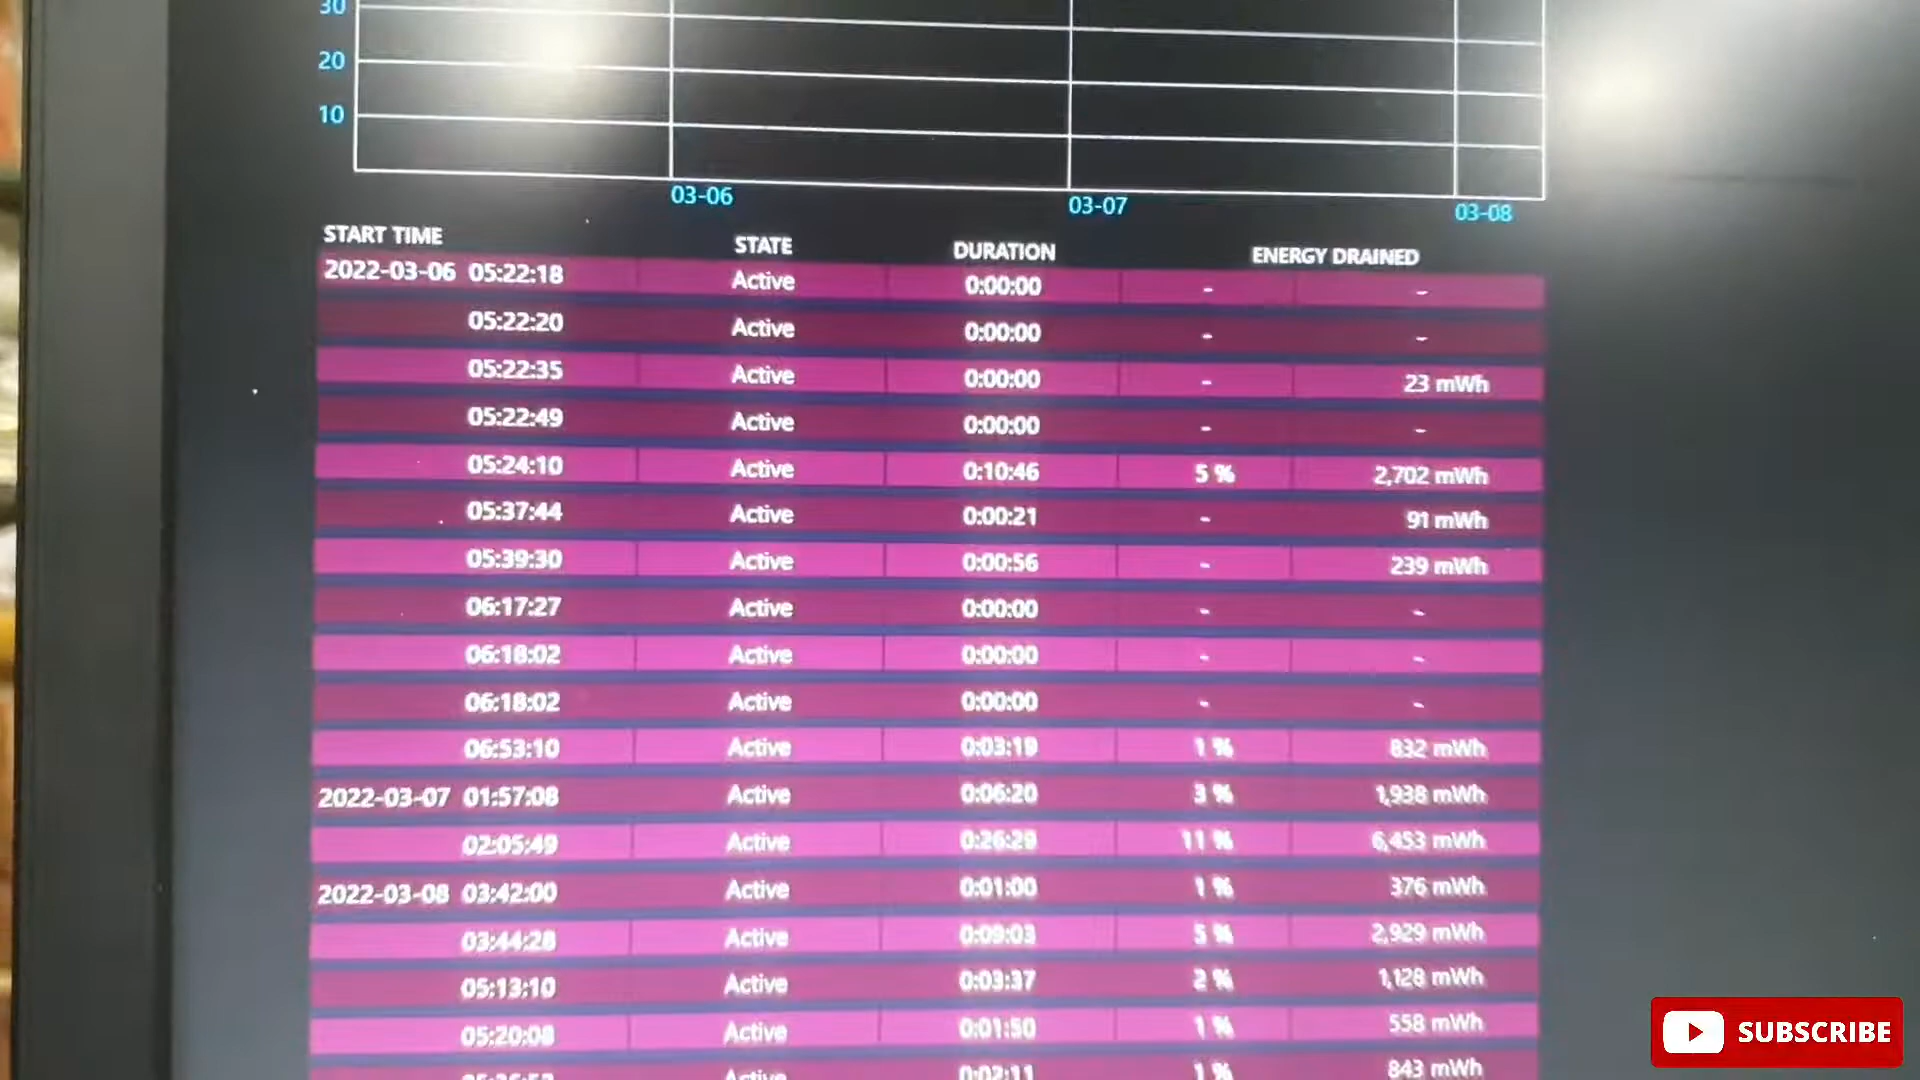 30
20
10
03-06 03-07 03-08
START TIME STATE DURATION ENERGY DRAINED
2022-03-06 05:22:18 Active 0:00:00 - -
05:22:20 Active 0:00:00 - -
05:22:35 Active 0:00:00 - 23 mWh
05:22:49 Active 0:00:00 - -
05:24:10 Active 0:10:46 5 % 2,702 mWh
05:37:44 Active 0:00:21 - 91 mWh
05:39:30 Active 0:00:56 - 239 mWh
06:17:27 Active 0:00:00 - -
06:18:02 Active 0:00:00 - -
06:18:02 Active 0:00:00 - -
06:53:10 Active 0:03:19 1 % 832 mWh
2022-03-07 01:57:08 Active 0:06:20 3 % 1,938 mWh
02:05:49 Active 0:26:29 11 % 6,453 mWh
2022-03-08 03:42:00 Active 0:01:00 1 % 376 mWh
03:44:28 Active 0:09:03 5 % 2,929 mWh
05:13:10 Active 0:03:37 2 % 1,128 mWh
05:20:08 Active 0:01:50 1 % 558 mWh
Active 0:02:11 1 % 843 mWh
SUBSCRIBE